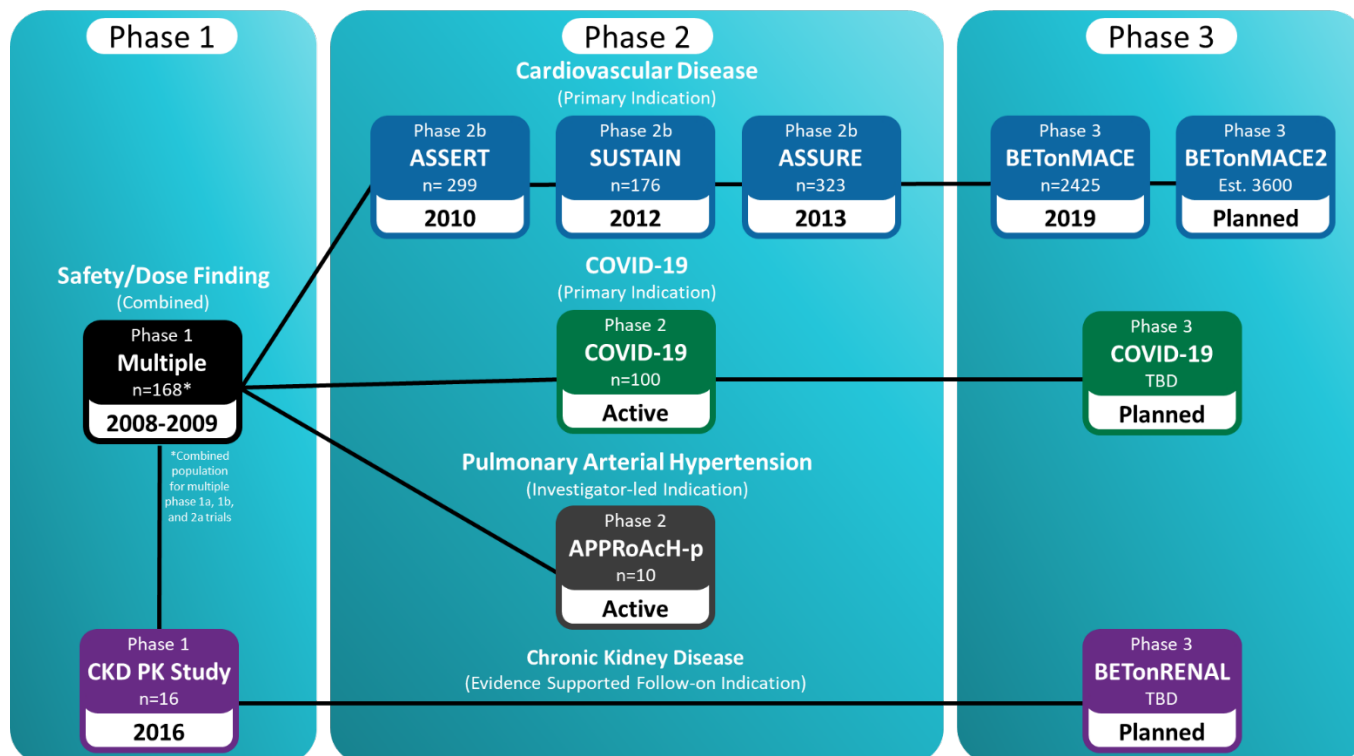 Phase 1
Safety/Dose Finding
(Combined)
Phase 1
Multiple
n=168*
2008-2009
*Combined
population
for multiple
phase 1a, 1b,
and 2a trials
Phase 1
CKD PK Study
n=16
2016
Phase 2
Cardiovascular Disease
(Primary Indication)
Phase 2b
ASSERT
n= 299
2010
Phase 2b
SUSTAIN
n=176
2012
Phase 2b
ASSURE
n=323
2013
COVID-19
(Primary Indication)
Phase 2
COVID-19
n=100
Active
Pulmonary Arterial Hypertension
(Investigator-led Indication)
Phase 2
APPRoAcH-p
n=10
Active
Chronic Kidney Disease
(Evidence Supported Follow-on Indication)
Phase 3
Phase 3
BETonMACE
n=2425
2019
Phase 3
BETonMACE2
Est. 3600
Planned
Phase 3
COVID-19
TBD
Planned
Phase 3
BETonRENAL
TBD
Planned